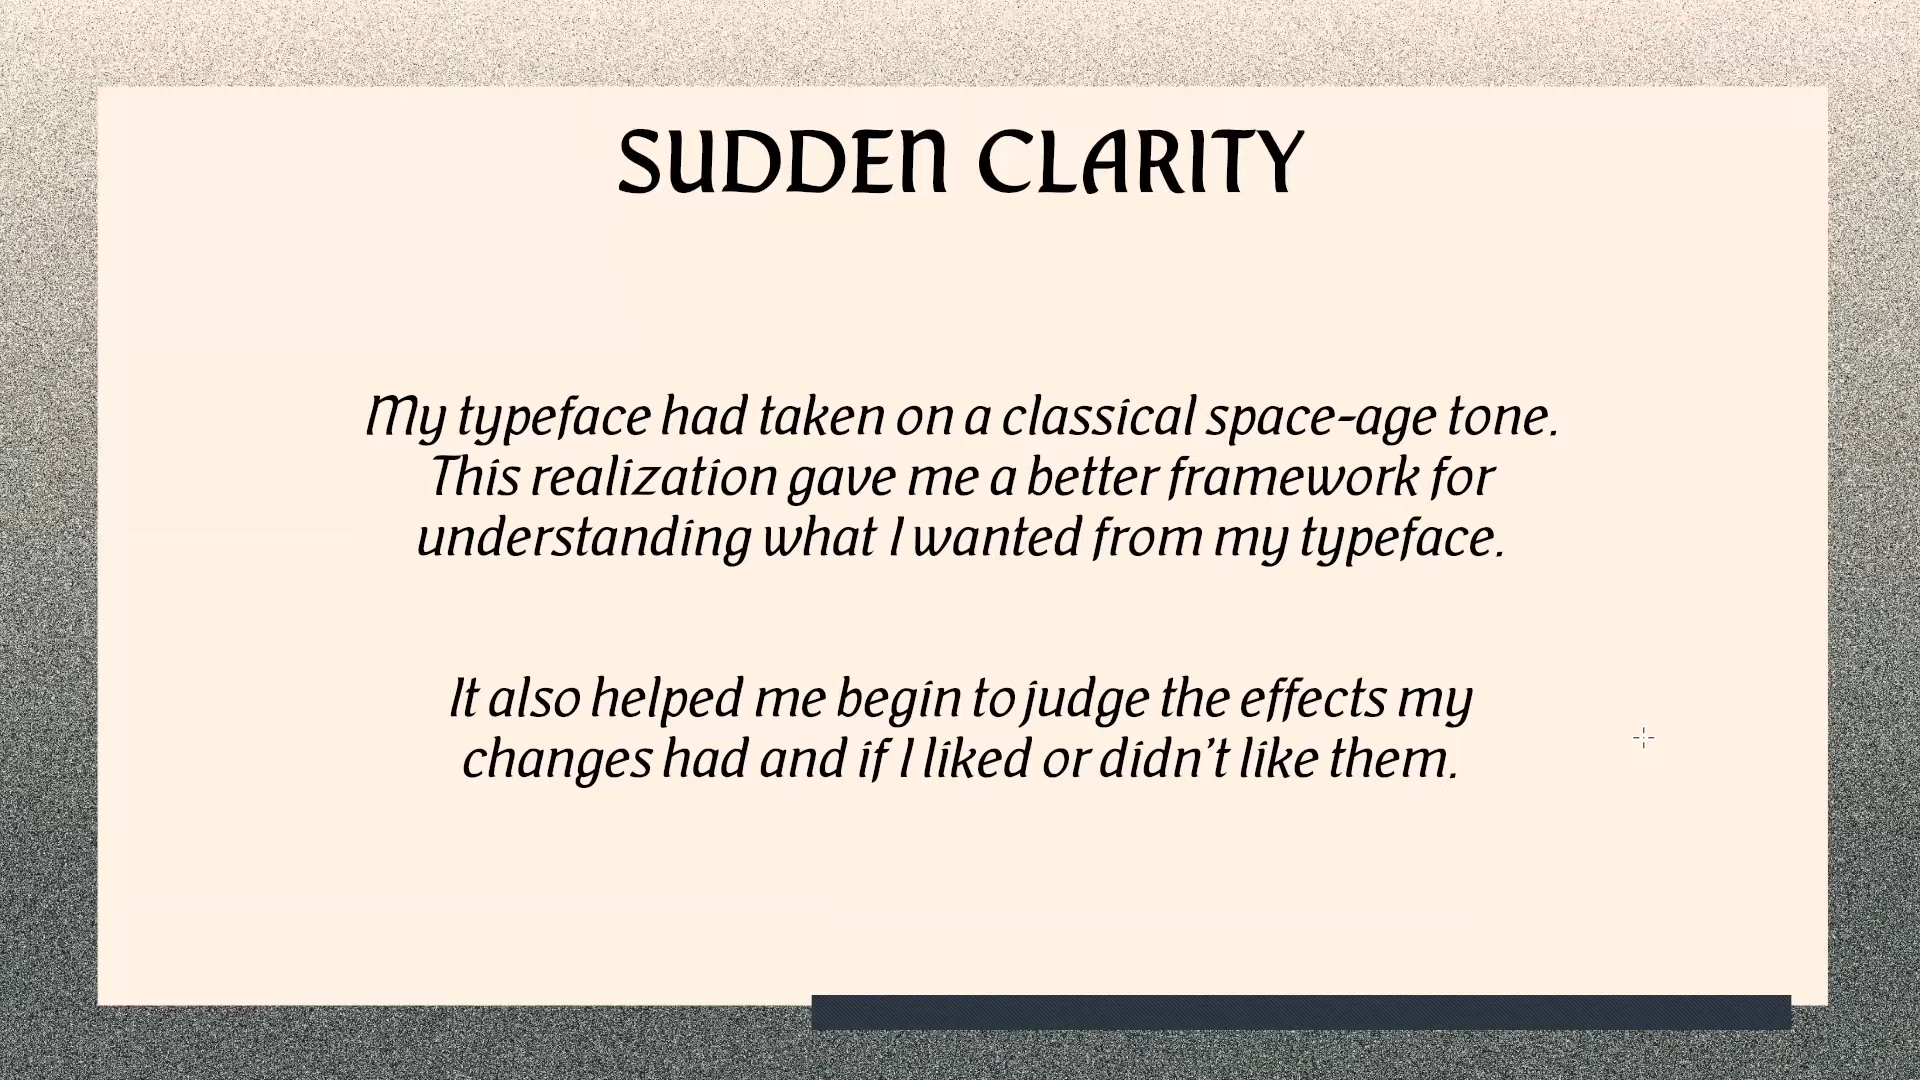 SUDDEN CLARITY
My typeface had taken on a classical space-age tone.
This realization gave me a better framework for
understanding what I wanted from my typeface.
It also helped me begin to judge the effects my
changes had and if I liked or didn’t like them.